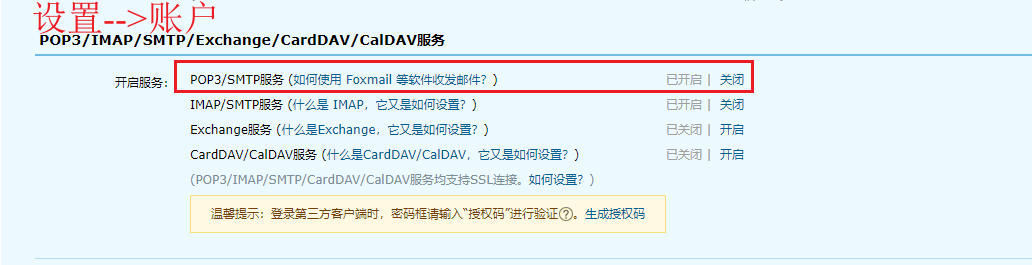 设置-->账户
POP3/IMAP/SMTP/Exchange/CardDAV/CalDAV服务
开启服务： POP3/SMTP服务 (如何使用 Foxmail 等软件收发邮件？) 已开启 | 关闭
IMAP/SMTP服务 (什么是 IMAP，它又是如何设置？) 已开启 | 关闭
Exchange服务 (什么是Exchange，它又是如何设置？) 已关闭 | 开启
CardDAV/CalDAV服务 (什么是CardDAV/CalDAV，它又是如何设置？) 已关闭 | 开启
(POP3/IMAP/SMTP/CardDAV/CalDAV服务均支持SSL连接。如何设置？)
温馨提示：登录第三方客户端时，密码框请输入“授权码”进行验证?。生成授权码